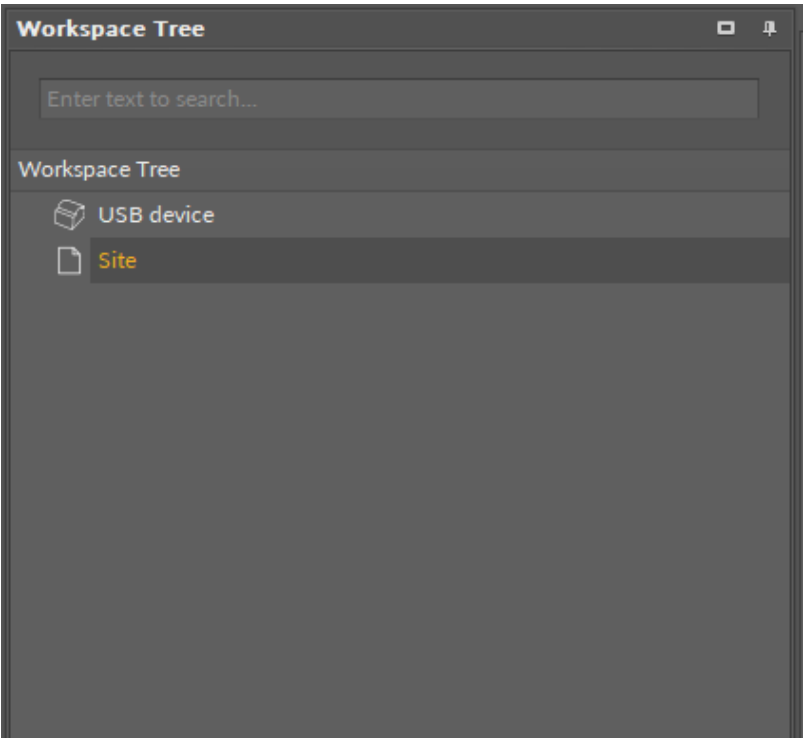 Workspace Tree
Enter text to search...
Workspace Tree
USB device
Site